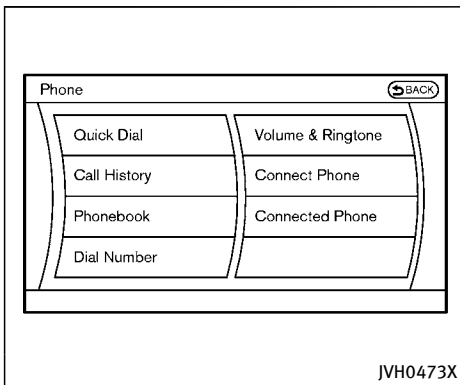 Phone
BACK
Quick Dial
Volume & Ringtone
Call History
Connect Phone
Phonebook
Connected Phone
Dial Number
JVH0473X